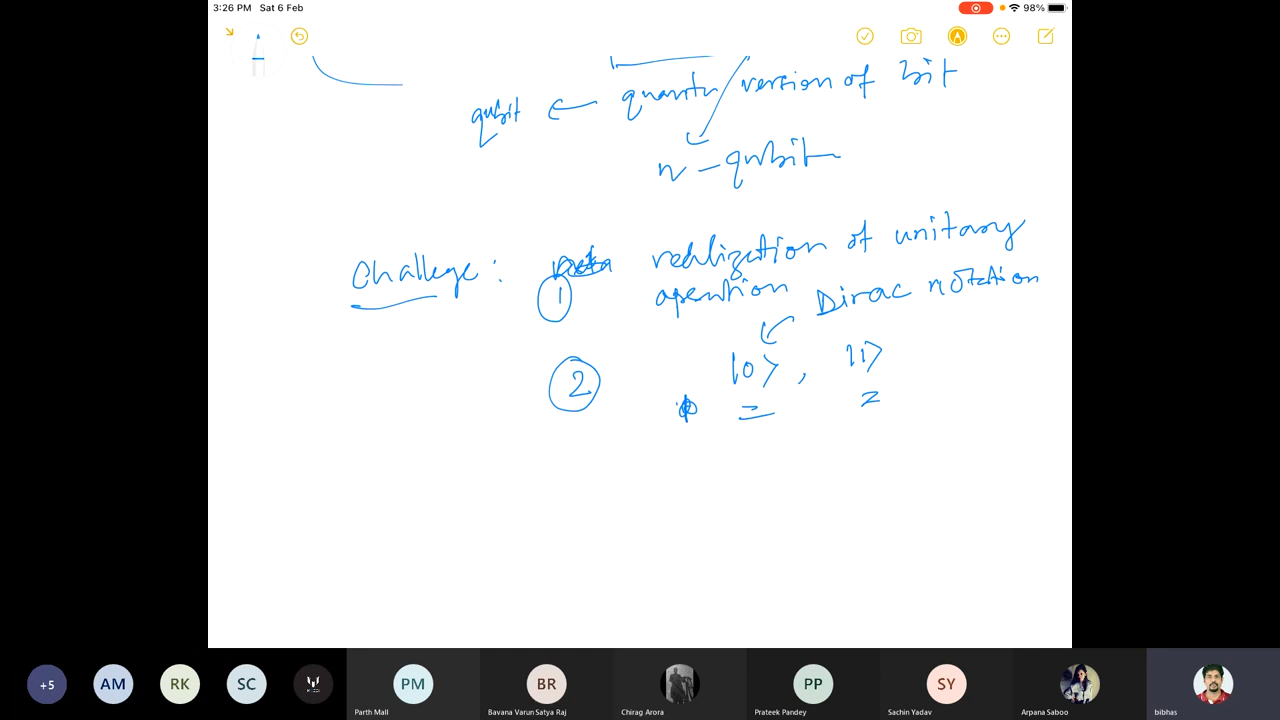 3:26 PM Sat 6 Feb
98%
quantu version of bit
qubit ←
n - qubit
Challege: realization of unitary
1 operation
Dirac notation
2 |0⟩, |1⟩
+5
AM
RK
SC
PM
BR
PP
SY
Parth Mall
Bavana Varun Satya Raj
Chirag Arora
Prateek Pandey
Sachin Yadav
Arpana Saboo
bibhas